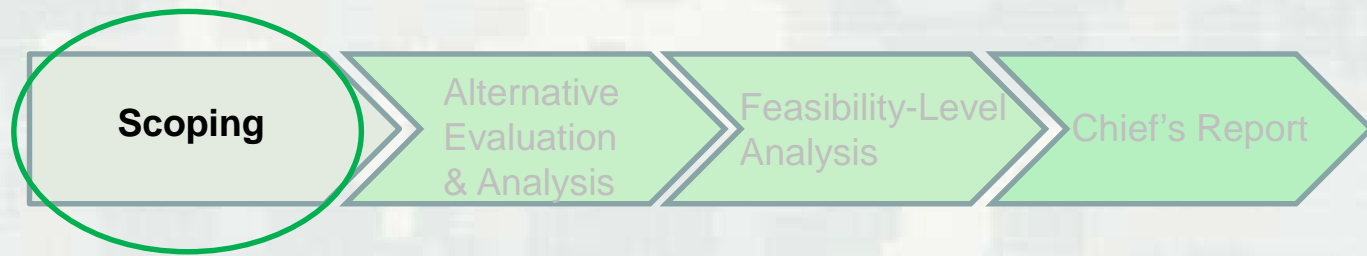 Scoping
Alternative
Evaluation
& Analysis
Feasibility-Level
Analysis
Chief's Report